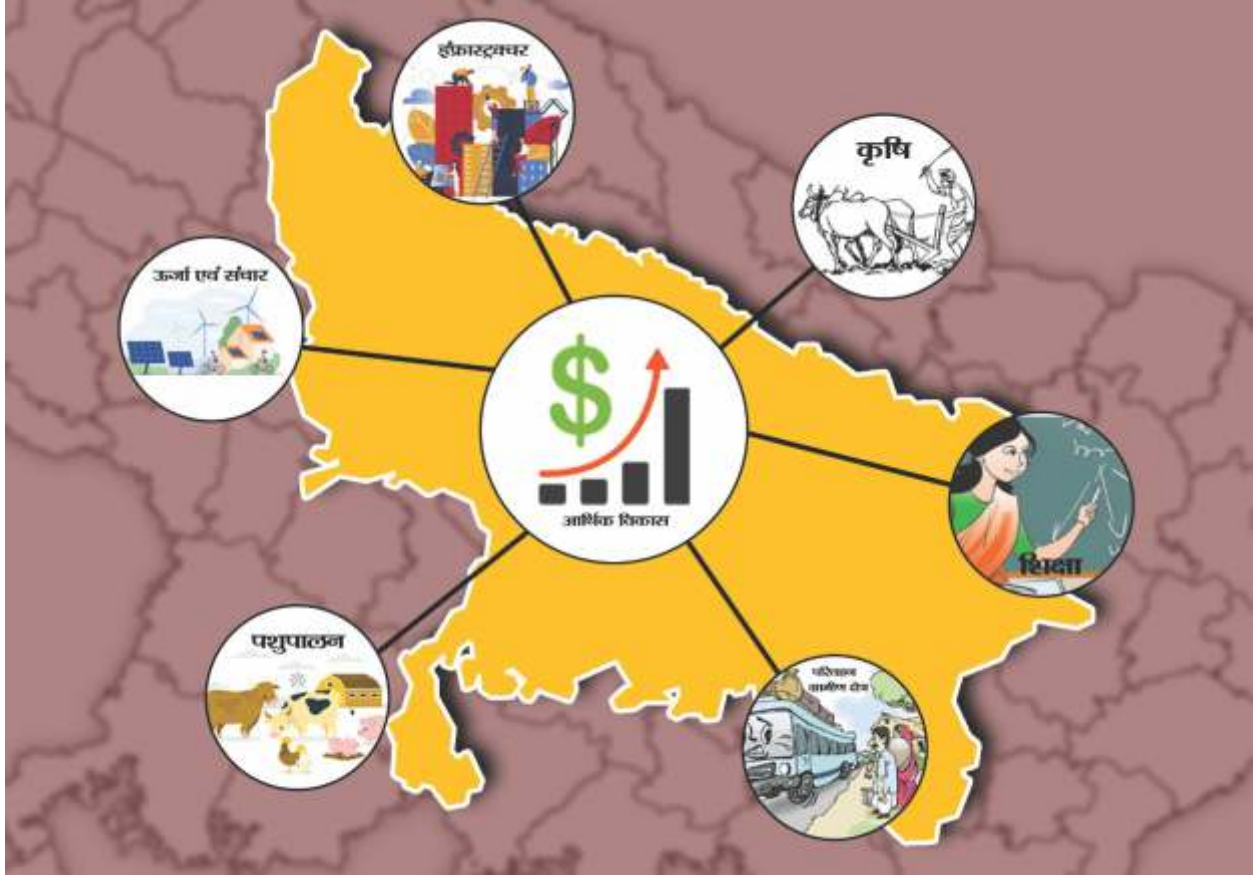 इंफ्रास्ट्रक्चर
कृषि
ऊर्जा एवं संचार
$
आर्थिक विकास
शिक्षा
पशुपालन
परिवहन
ग्रामीण क्षेत्र